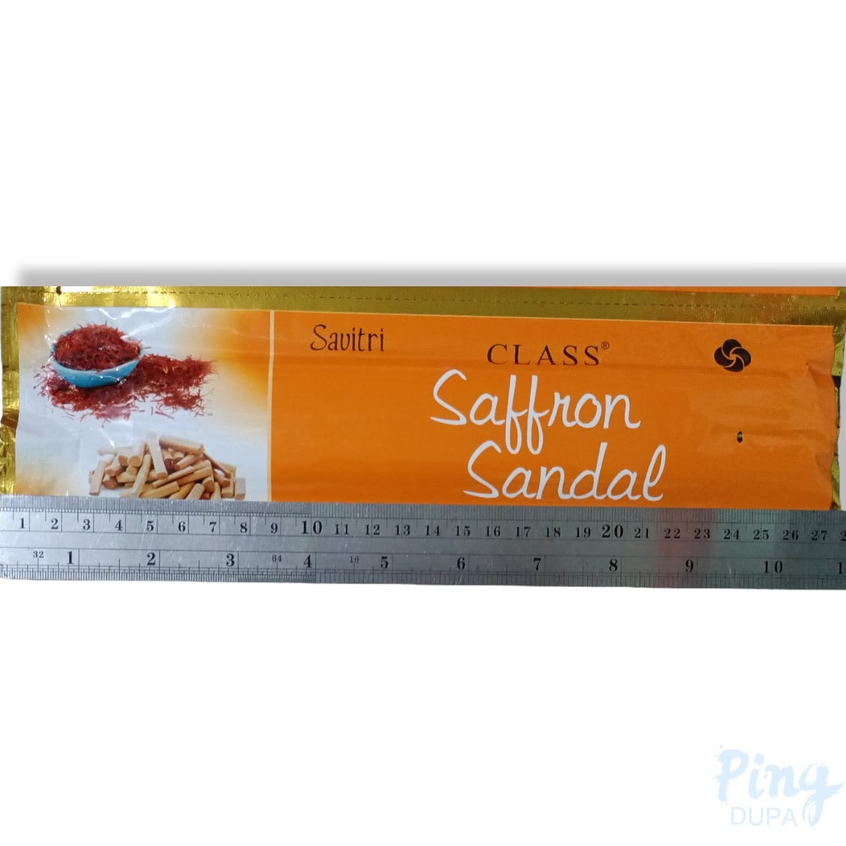 Savitri
CLASS®
Saffron
Sandal
1 2 3 4 5 6 7 8 9 10 11 12 13 14 15 16 17 18 19 20 21 22 23 24 25 26 27
32 1 2 3 64 4 16 5 6 7 8 9 10
Ping
DUPA